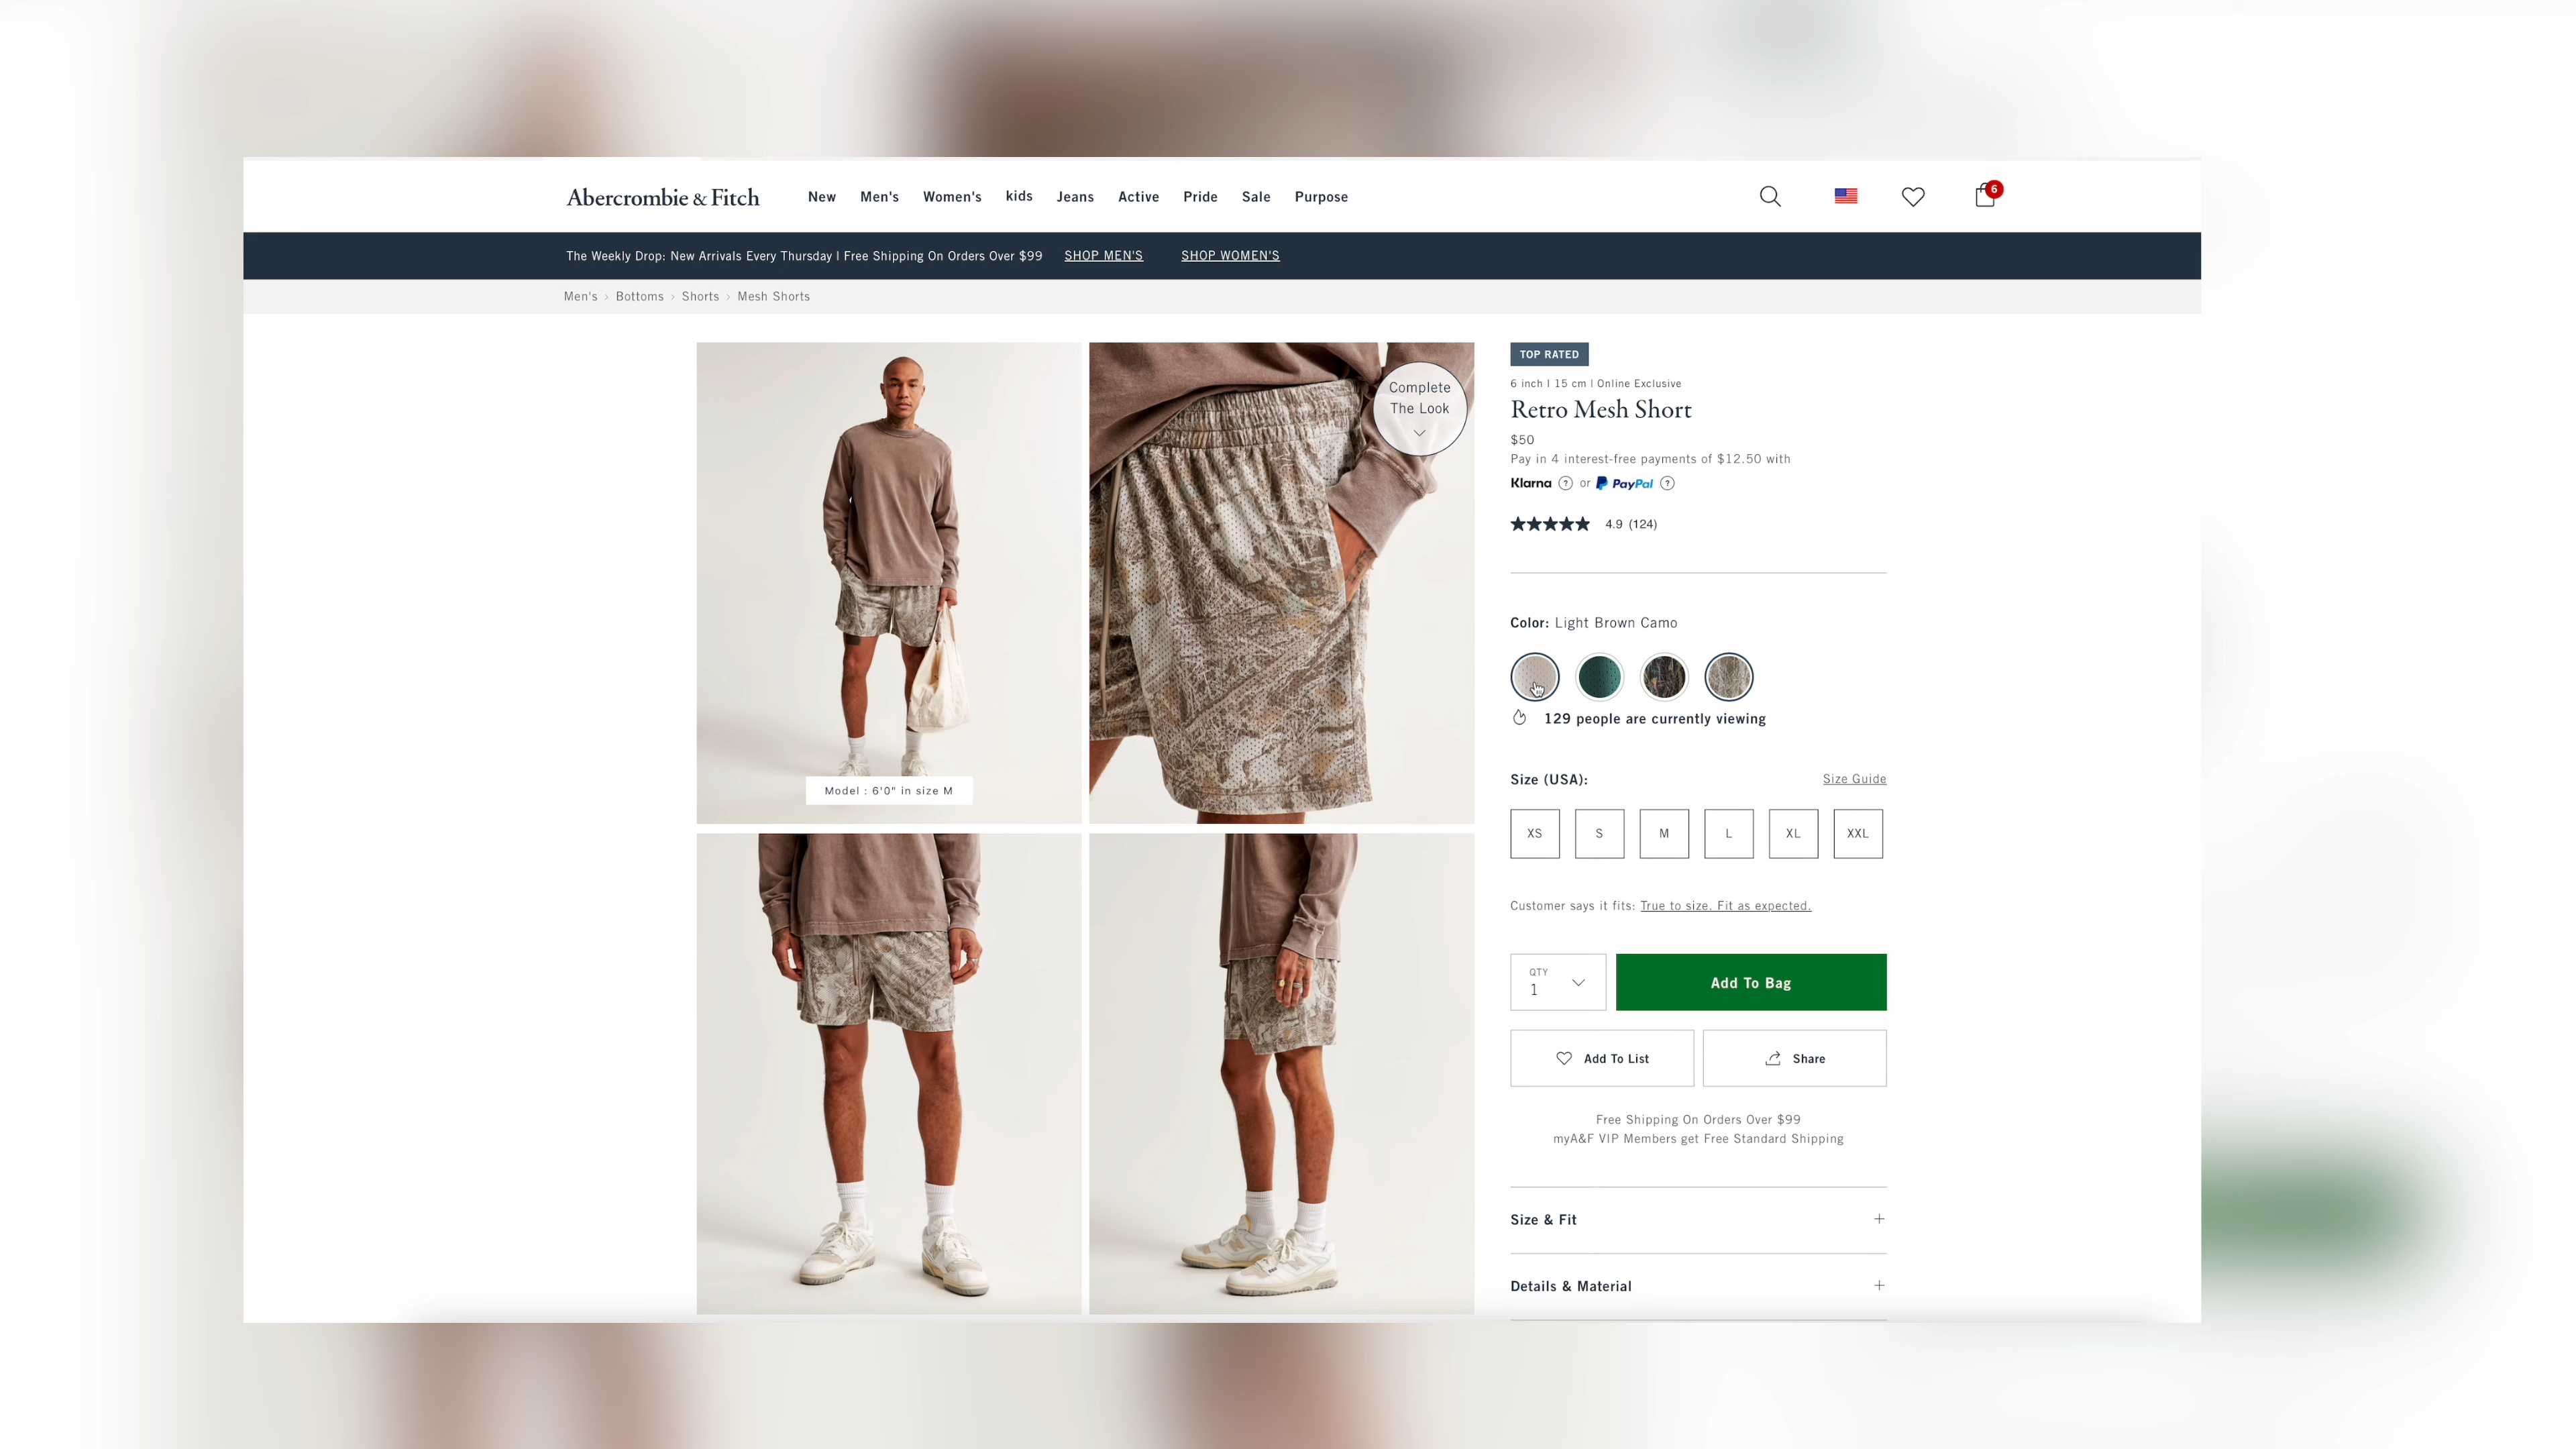 Abercrombie & Fitch
New Men's Women's kids Jeans Active Pride Sale Purpose
6
The Weekly Drop: New Arrivals Every Thursday | Free Shipping On Orders Over $99 SHOP MEN'S SHOP WOMEN'S
Men's > Bottoms > Shorts > Mesh Shorts
Model : 6'0" in size M
Complete
The Look
TOP RATED
6 inch | 15 cm | Online Exclusive
Retro Mesh Short
$50
Pay in 4 interest-free payments of $12.50 with
Klarna ? or PayPal ?
4.9 (124)
Color: Light Brown Camo
129 people are currently viewing
Size (USA): Size Guide
XS S M L XL XXL
Customer says it fits: True to size. Fit as expected.
QTY
1
Add To Bag
Add To List Share
Free Shipping On Orders Over $99
myA&F VIP Members get Free Standard Shipping
Size & Fit +
Details & Material +